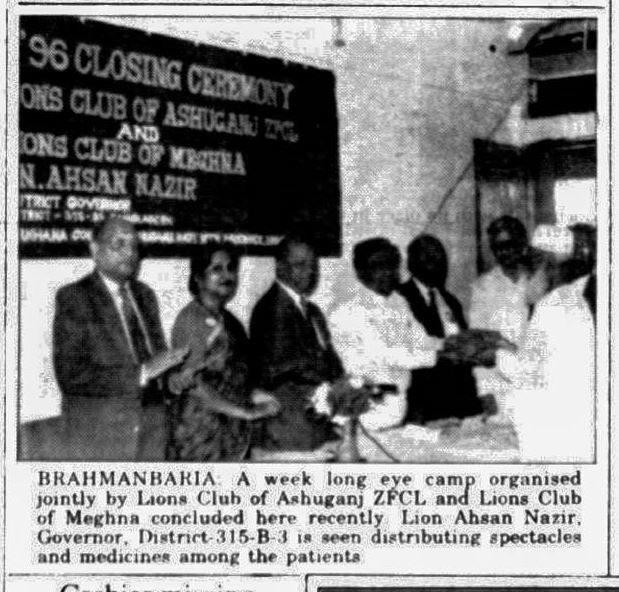 '96 CLOSING CEREMONY
ONS CLUB OF ASHUGANJ ZFCL
AND
IONS CLUB OF MEGHNA
N. AHSAN NAZIR
TRICT GOVERNOR
BRAHMANBARIA: A week long eye camp organised
jointly by Lions Club of Ashuganj ZFCL and Lions Club
of Meghna concluded here recently Lion Ahsan Nazir,
Governor, District-315-B-3 is seen distributing spectacles
and medicines among the patients